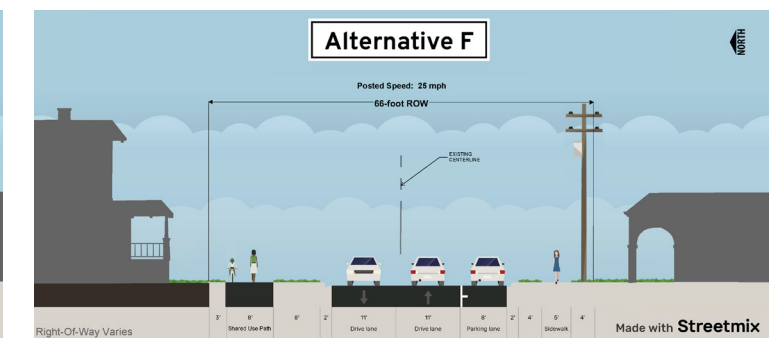 Alternative F
NORTH
Posted Speed: 25 mph
66-foot ROW
EXISTING
CENTERLINE
3' 8' 8' 2' 11' 11' 8' 2' 4' 5' 4'
Shared Use Path Drive lane Drive lane Parking lane Sidewalk
Right-Of-Way Varies
Made with Streetmix